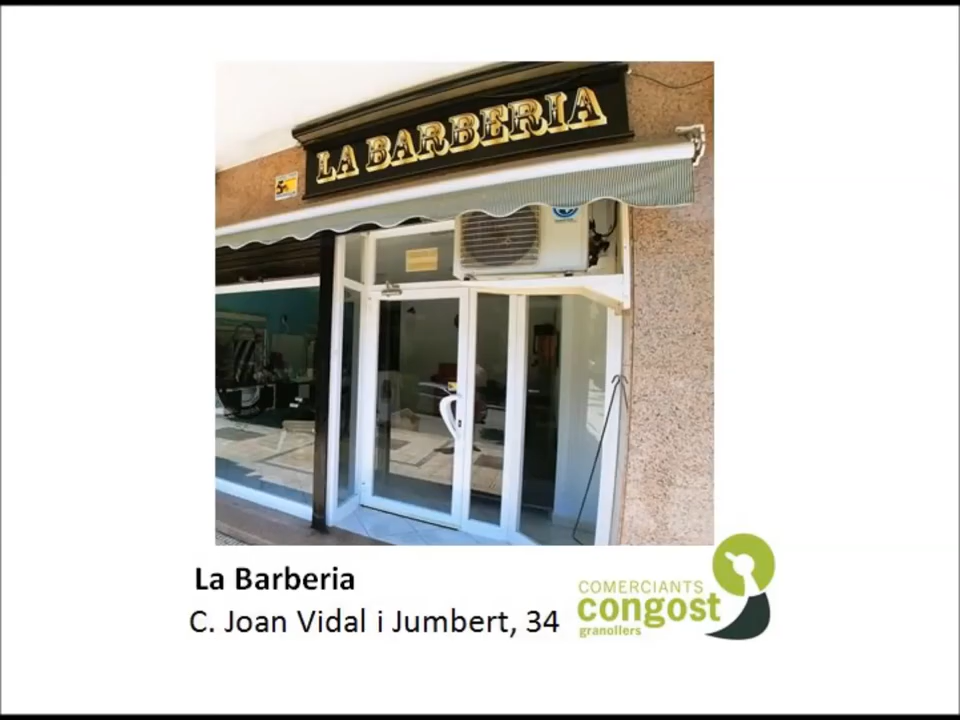 LA BARBERIA
La Barberia
C. Joan Vidal i Jumbert, 34
COMERCIANTS
congost
granollers